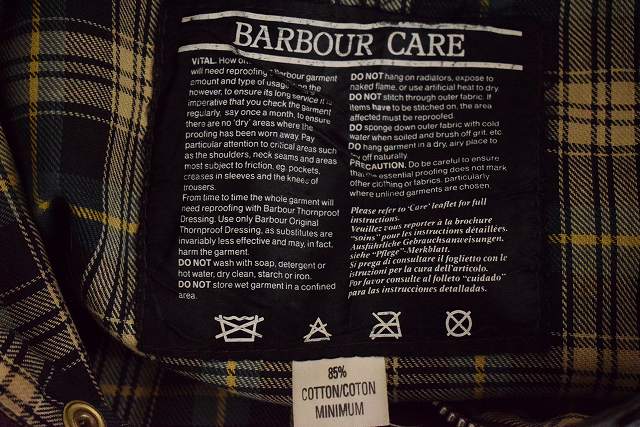 BARBOUR CARE
VITAL. How
will need reproofing Barbour garment
amount and type of usage on the
however, to ensure its long service it is
imperative that you check the garment
regularly, say once a month, to ensure
there are no 'dry' areas where the
proofing has been worn away. Pay
particular attention to critical areas such
as the shoulders, neck seams and areas
most subject to friction, eg. pockets,
creases in sleeves and the knees of
trousers.
From time to time the whole garment will
need reproofing with Barbour Thornproof
Dressing. Use only Barbour Original
Thornproof Dressing, as substitutes are
invariably less effective and may, in fact,
harm the garment.
DO NOT wash with soap, detergent or
hot water, dry clean, starch or iron.
DO NOT store wet garment in a confined
area.
DO NOT hang on radiators, expose to
naked flame, or use artificial heat to dry.
DO NOT stitch through outer fabric. If
items have to be stitched on, the area
affected must be reproofed.
DO sponge down outer fabric with cold
water when soiled and brush off grit, etc
DO hang garment in a dry, airy place to
dry off naturally
PRECAUTION. Do be careful to ensure
that the essential proofing does not mark
other clothing or fabrics, particularly
where unlined garments are chosen
Please refer to 'Care' leaflet for full
instructions.
Veuillez vous reporter à la brochure
"soins" pour les instructions détaillées.
Ausführliche Gebrauchsanweisungen,
siehe "Pflege"-Merkblatt.
Si prega di consultare il foglietto con le
istruzioni per la cura dell'articolo.
Por favor consulte al folleto "cuidado"
para las instrucciones detalladas.
85%
COTTON/COTON
MINIMUM